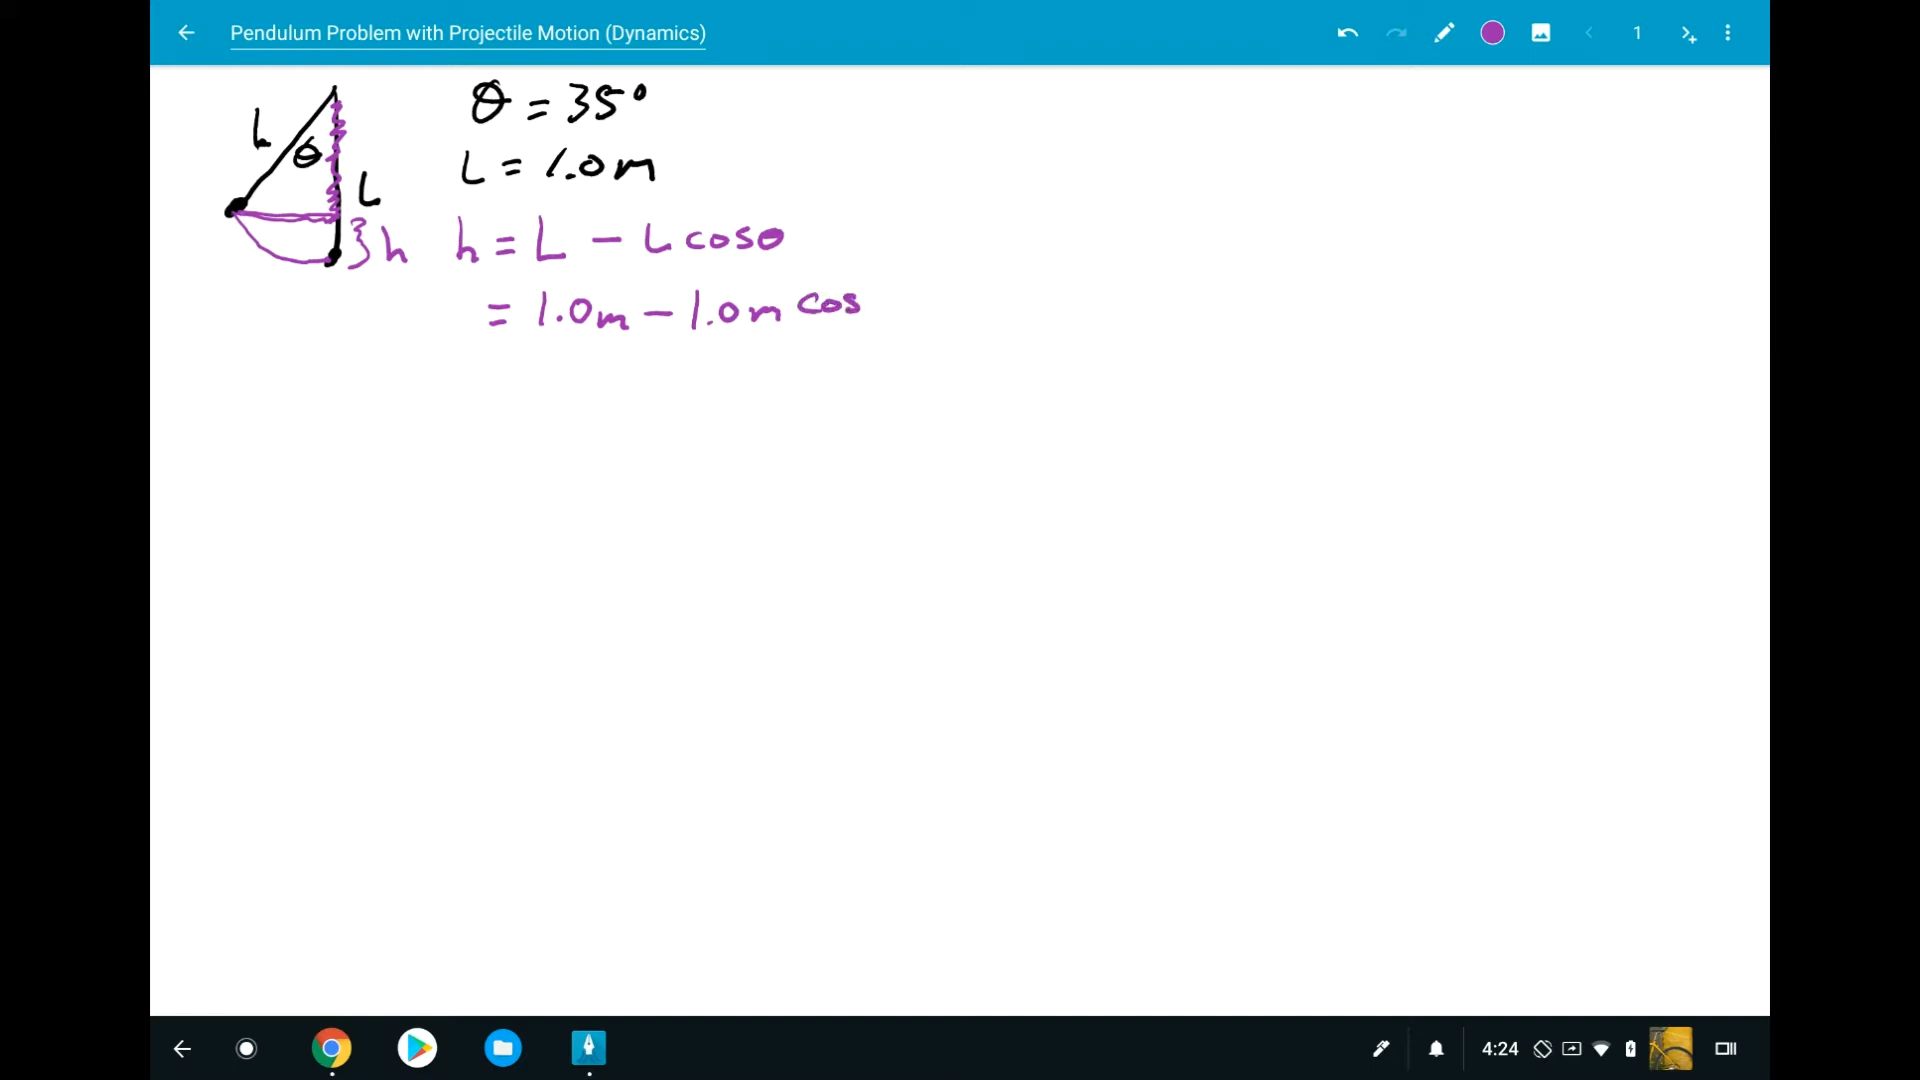 Pendulum Problem with Projectile Motion (Dynamics)
1
L
θ
L
h
θ = 35°
L = 1.0m
h = L - L cosθ
= 1.0m - 1.0m cos
4:24